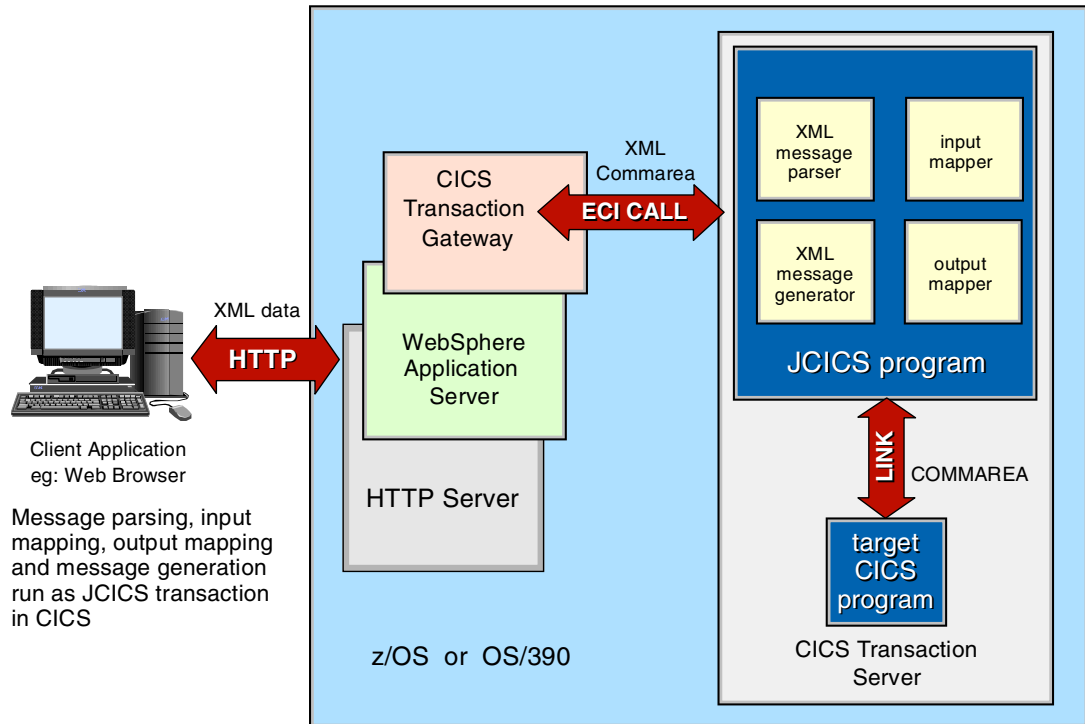 XML data
HTTP
Client Application
eg: Web Browser
Message parsing, input
mapping, output mapping
and message generation
run as JCICS transaction
in CICS
CICS
Transaction
Gateway
WebSphere
Application
Server
HTTP Server
z/OS or OS/390
XML
Commarea
ECI CALL
XML
message
parser
input
mapper
XML
message
generator
output
mapper
JCICS program
LINK
COMMAREA
target
CICS
program
CICS Transaction
Server